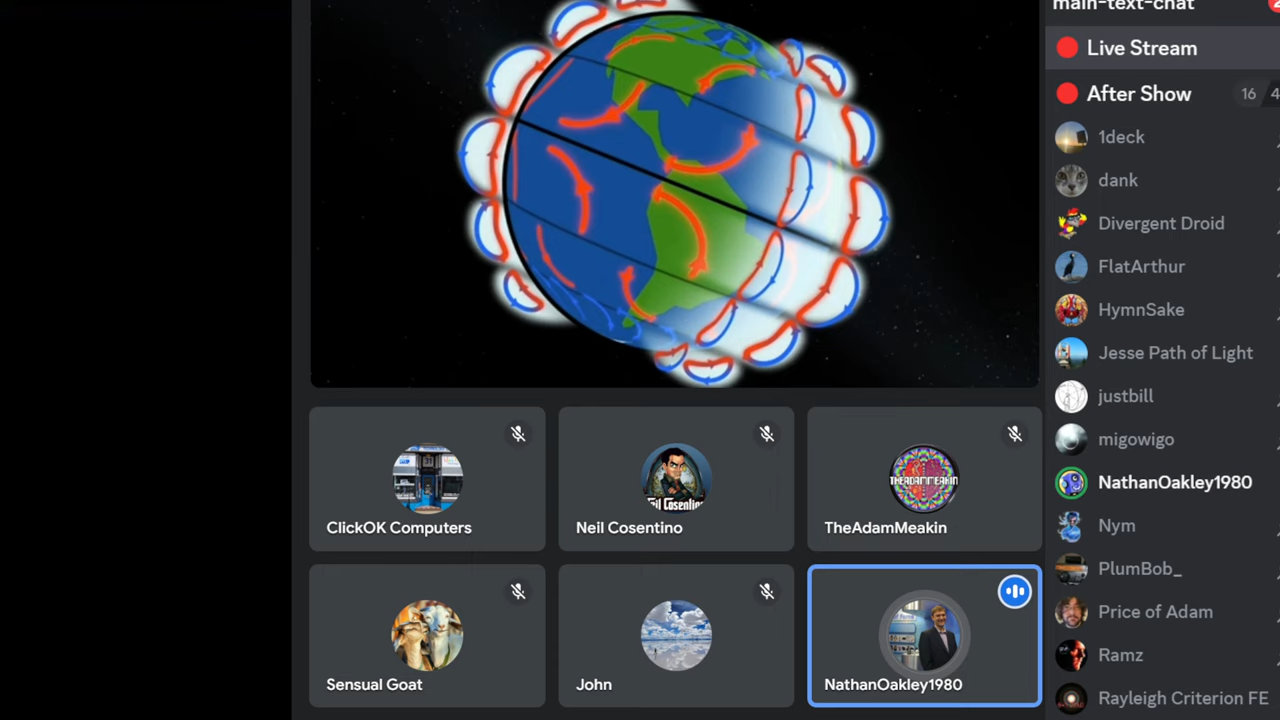 main-text-chat
Live Stream
After Show
16
1deck
dank
Divergent Droid
FlatArthur
HymnSake
Jesse Path of Light
justbill
migowigo
NathanOakley1980
Nym
PlumBob_
Price of Adam
Ramz
Rayleigh Criterion FE
ClickOK Computers
Neil Cosentino
THEADAMMEAKIN
TheAdamMeakin
Sensual Goat
John
NathanOakley1980